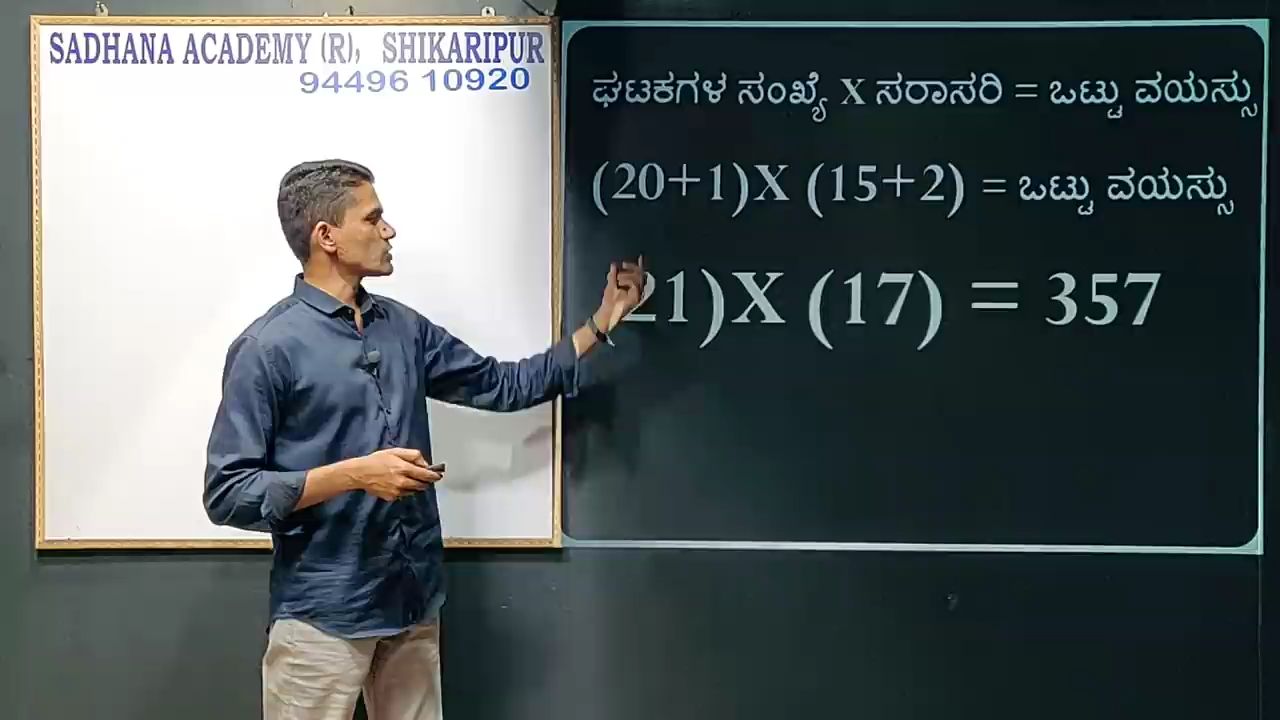 SADHANA ACADEMY (R), SHIKARIPUR
94496 10920
ಘಟಕಗಳ ಸಂಖ್ಯೆ X ಸರಾಸರಿ = ಒಟ್ಟು ವಯಸ್ಸು
(20+1)X (15+2) = ಒಟ್ಟು ವಯಸ್ಸು
21)X (17) = 357